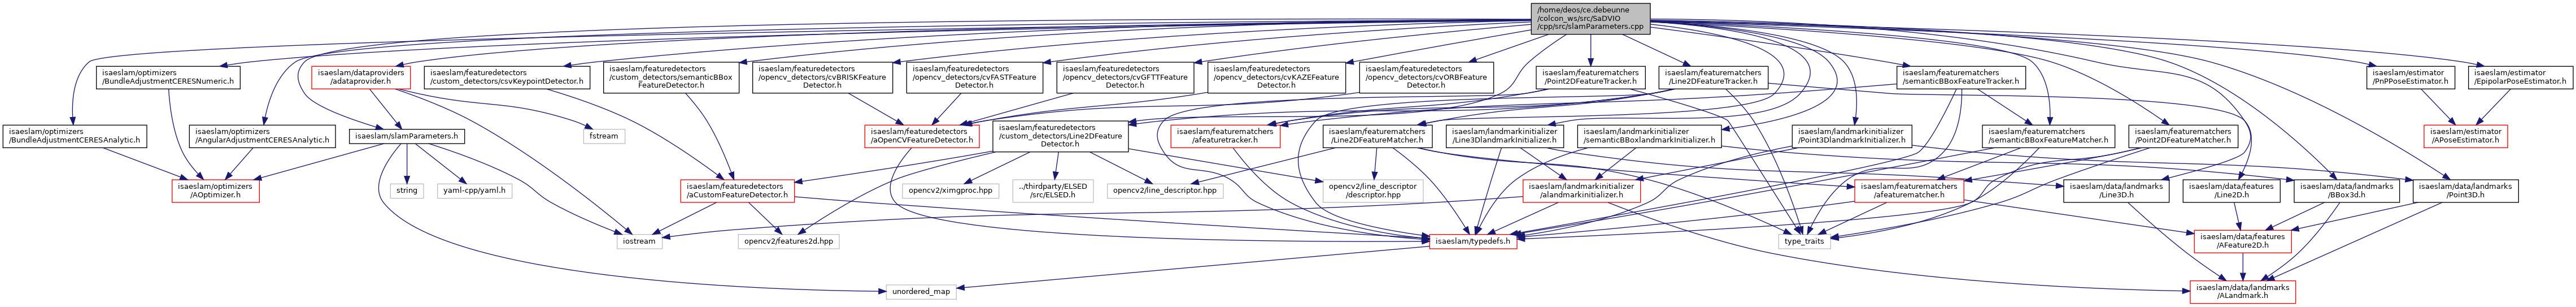 /home/deos/ce.debeunne
/colcon_ws/src/SaDVIO
/cpp/src/slamParameters.cpp
isaeslam/optimizers
/BundleAdjustmentCERESNumeric.h
isaeslam/dataproviders
/adataprovider.h
isaeslam/featuredetectors
/custom_detectors/csvKeypointDetector.h
isaeslam/featuredetectors
/custom_detectors/semanticBBox
FeatureDetector.h
isaeslam/featuredetectors
/opencv_detectors/cvBRISKFeature
Detector.h
isaeslam/featuredetectors
/opencv_detectors/cvFASTFeature
Detector.h
isaeslam/featuredetectors
/opencv_detectors/cvGFTTFeature
Detector.h
isaeslam/featuredetectors
/opencv_detectors/cvKAZEFeature
Detector.h
isaeslam/featuredetectors
/opencv_detectors/cvORBFeature
Detector.h
isaeslam/featurematchers
/Point2DFeatureTracker.h
isaeslam/featurematchers
/Line2DFeatureTracker.h
isaeslam/featurematchers
/semanticBBoxFeatureTracker.h
isaeslam/estimator
/PnPPoseEstimator.h
isaeslam/estimator
/EpipolarPoseEstimator.h
isaeslam/optimizers
/BundleAdjustmentCERESAnalytic.h
isaeslam/optimizers
/AngularAdjustmentCERESAnalytic.h
isaeslam/slamParameters.h
fstream
isaeslam/featuredetectors
/aOpenCVFeatureDetector.h
isaeslam/featuredetectors
/custom_detectors/Line2DFeature
Detector.h
isaeslam/featurematchers
/afeaturetracker.h
isaeslam/featurematchers
/Line2DFeatureMatcher.h
isaeslam/landmarkinitializer
/Line3DlandmarkInitializer.h
isaeslam/landmarkinitializer
/semanticBBoxlandmarkInitializer.h
isaeslam/landmarkinitializer
/Point3DlandmarkInitializer.h
isaeslam/featurematchers
/semanticBBoxFeatureMatcher.h
isaeslam/featurematchers
/Point2DFeatureMatcher.h
isaeslam/estimator
/APoseEstimator.h
isaeslam/optimizers
/AOptimizer.h
string
yaml-cpp/yaml.h
isaeslam/featuredetectors
/aCustomFeatureDetector.h
opencv2/ximgproc.hpp
../thirdparty/ELSED
/src/ELSED.h
opencv2/line_descriptor.hpp
opencv2/line_descriptor
/descriptor.hpp
isaeslam/landmarkinitializer
/alandmarkinitializer.h
isaeslam/featurematchers
/afeaturematcher.h
isaeslam/data/landmarks
/Line3D.h
isaeslam/data/features
/Line2D.h
isaeslam/data/landmarks
/BBox3d.h
isaeslam/data/landmarks
/Point3D.h
iostream
opencv2/features2d.hpp
isaeslam/typedefs.h
type_traits
isaeslam/data/features
/AFeature2D.h
unordered_map
isaeslam/data/landmarks
/ALandmark.h